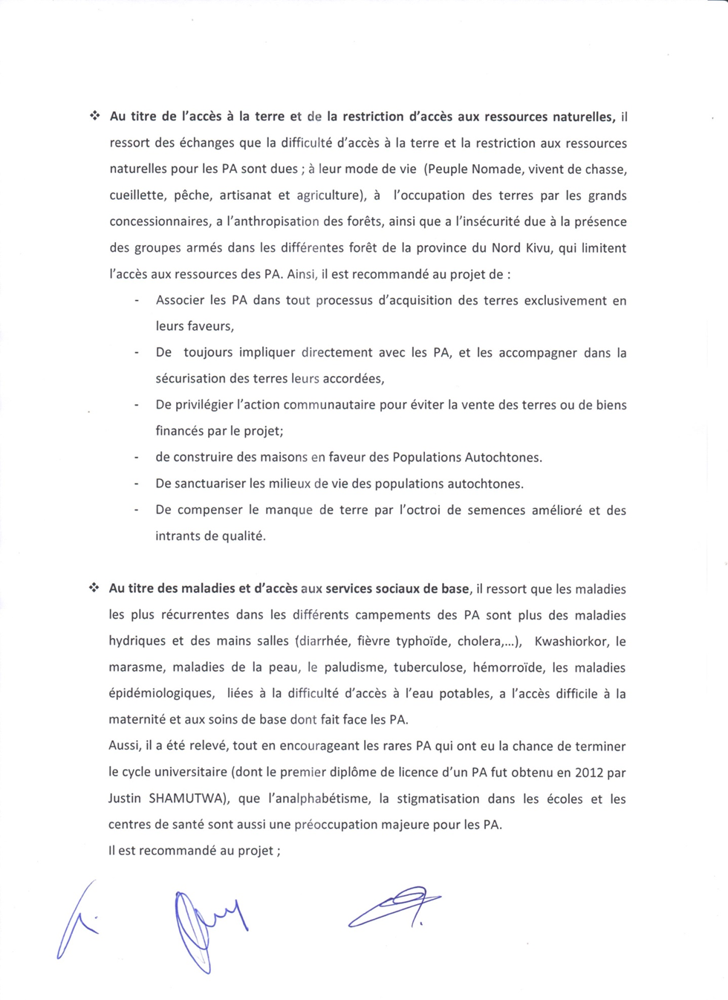 ❖ Au titre de l'accès à la terre et de la restriction d'accès aux ressources naturelles, il
ressort des échanges que la difficulté d'accès à la terre et la restriction aux ressources
naturelles pour les PA sont dues ; à leur mode de vie (Peuple Nomade, vivent de chasse,
cueillette, pêche, artisanat et agriculture), à l'occupation des terres par les grands
concessionnaires, a l'anthropisation des forêts, ainsi que a l'insécurité due à la présence
des groupes armés dans les différentes forêt de la province du Nord Kivu, qui limitent
l'accès aux ressources des PA. Ainsi, il est recommandé au projet de :
- Associer les PA dans tout processus d'acquisition des terres exclusivement en
leurs faveurs,
- De toujours impliquer directement avec les PA, et les accompagner dans la
sécurisation des terres leurs accordées,
- De privilégier l'action communautaire pour éviter la vente des terres ou de biens
financés par le projet;
- de construire des maisons en faveur des Populations Autochtones.
- De sanctuariser les milieux de vie des populations autochtones.
- De compenser le manque de terre par l'octroi de semences amélioré et des
intrants de qualité.
❖ Au titre des maladies et d'accès aux services sociaux de base, il ressort que les maladies
les plus récurrentes dans les différents campements des PA sont plus des maladies
hydriques et des mains salles (diarrhée, fièvre typhoïde, cholera,...), Kwashiorkor, le
marasme, maladies de la peau, le paludisme, tuberculose, hémorroïde, les maladies
épidémiologiques, liées à la difficulté d'accès à l'eau potables, a l'accès difficile à la
maternité et aux soins de base dont fait face les PA.
Aussi, il a été relevé, tout en encourageant les rares PA qui ont eu la chance de terminer
le cycle universitaire (dont le premier diplôme de licence d'un PA fut obtenu en 2012 par
Justin SHAMUTWA), que l'analphabétisme, la stigmatisation dans les écoles et les
centres de santé sont aussi une préoccupation majeure pour les PA.
Il est recommandé au projet ;